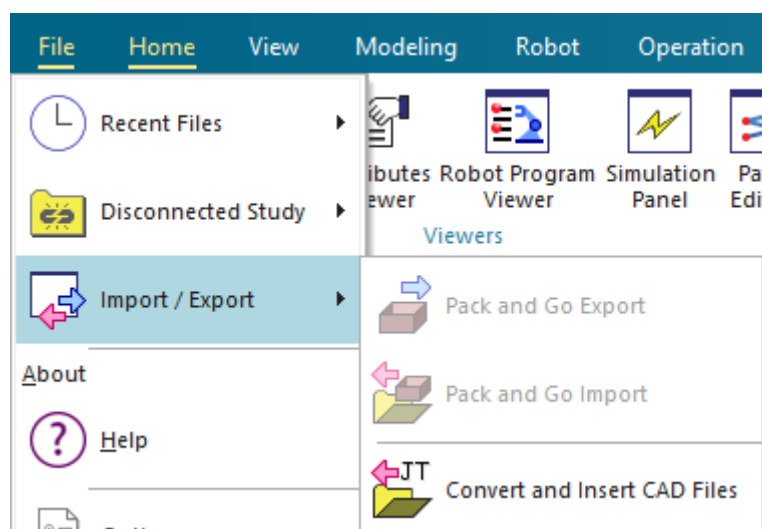 File Home View Modeling Robot Operation
Recent Files
Robot Program Simulation
Viewer Panel
Viewers
Disconnected Study
Import / Export
Pack and Go Export
Pack and Go Import
Convert and Insert CAD Files
JT
About
Help